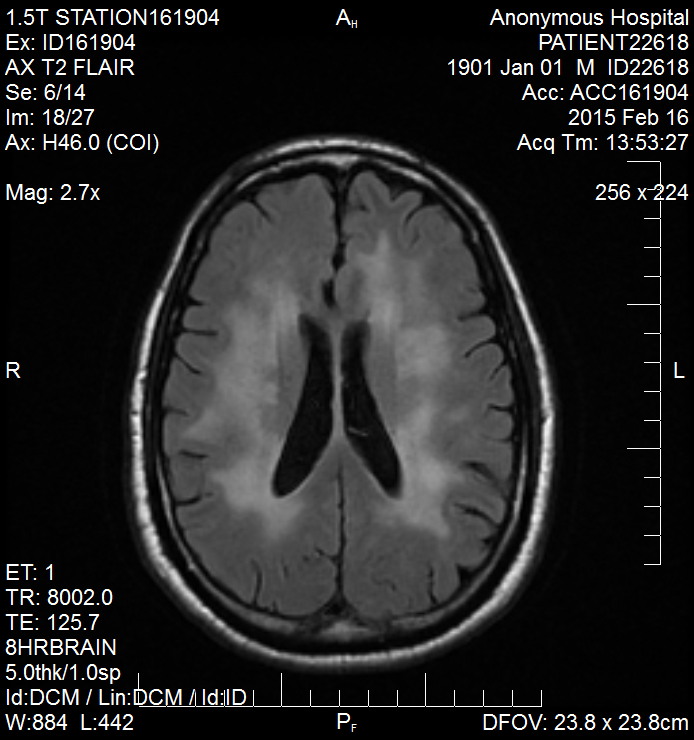 1.5T STATION161904
Ex: ID161904
AX T2 FLAIR
Se: 6/14
Im: 18/27
Ax: H46.0 (COI)
Mag: 2.7x
A H
Anonymous Hospital
PATIENT22618
1901 Jan 01 M ID22618
Acc: ACC161904
2015 Feb 16
Acq Tm: 13:53:27
256 x 224
R
L
ET: 1
TR: 8002.0
TE: 125.7
8HRBRAIN
5.0thk/1.0sp
Id:DCM / Lin:DCM / Id:ID
W:884 L:442
P F
DFOV: 23.8 x 23.8cm